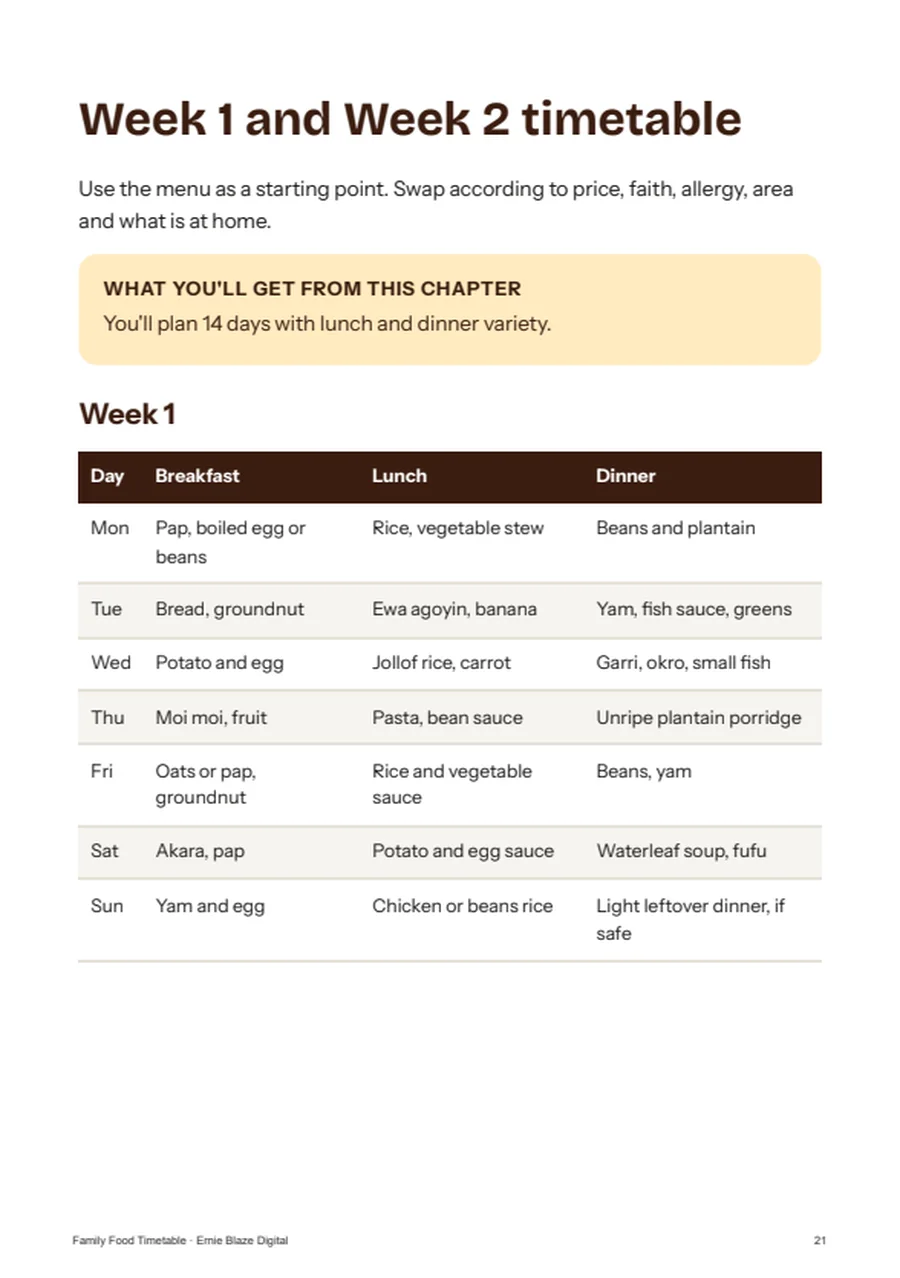 Week 1 and Week 2 timetable
Use the menu as a starting point. Swap according to price, faith, allergy, area
and what is at home.
WHAT YOU'LL GET FROM THIS CHAPTER
You'll plan 14 days with lunch and dinner variety.
Week 1
Day Breakfast Lunch Dinner
Mon Pap, boiled egg or Rice, vegetable stew Beans and plantain
beans
Tue Bread, groundnut Ewa agoyin, banana Yam, fish sauce, greens
Wed Potato and egg Jollof rice, carrot Garri, okro, small fish
Thu Moi moi, fruit Pasta, bean sauce Unripe plantain porridge
Fri Oats or pap, Rice and vegetable Beans, yam
groundnut sauce
Sat Akara, pap Potato and egg sauce Waterleaf soup, fufu
Sun Yam and egg Chicken or beans rice Light leftover dinner, if
safe
Family Food Timetable · Ernie Blaze Digital 21